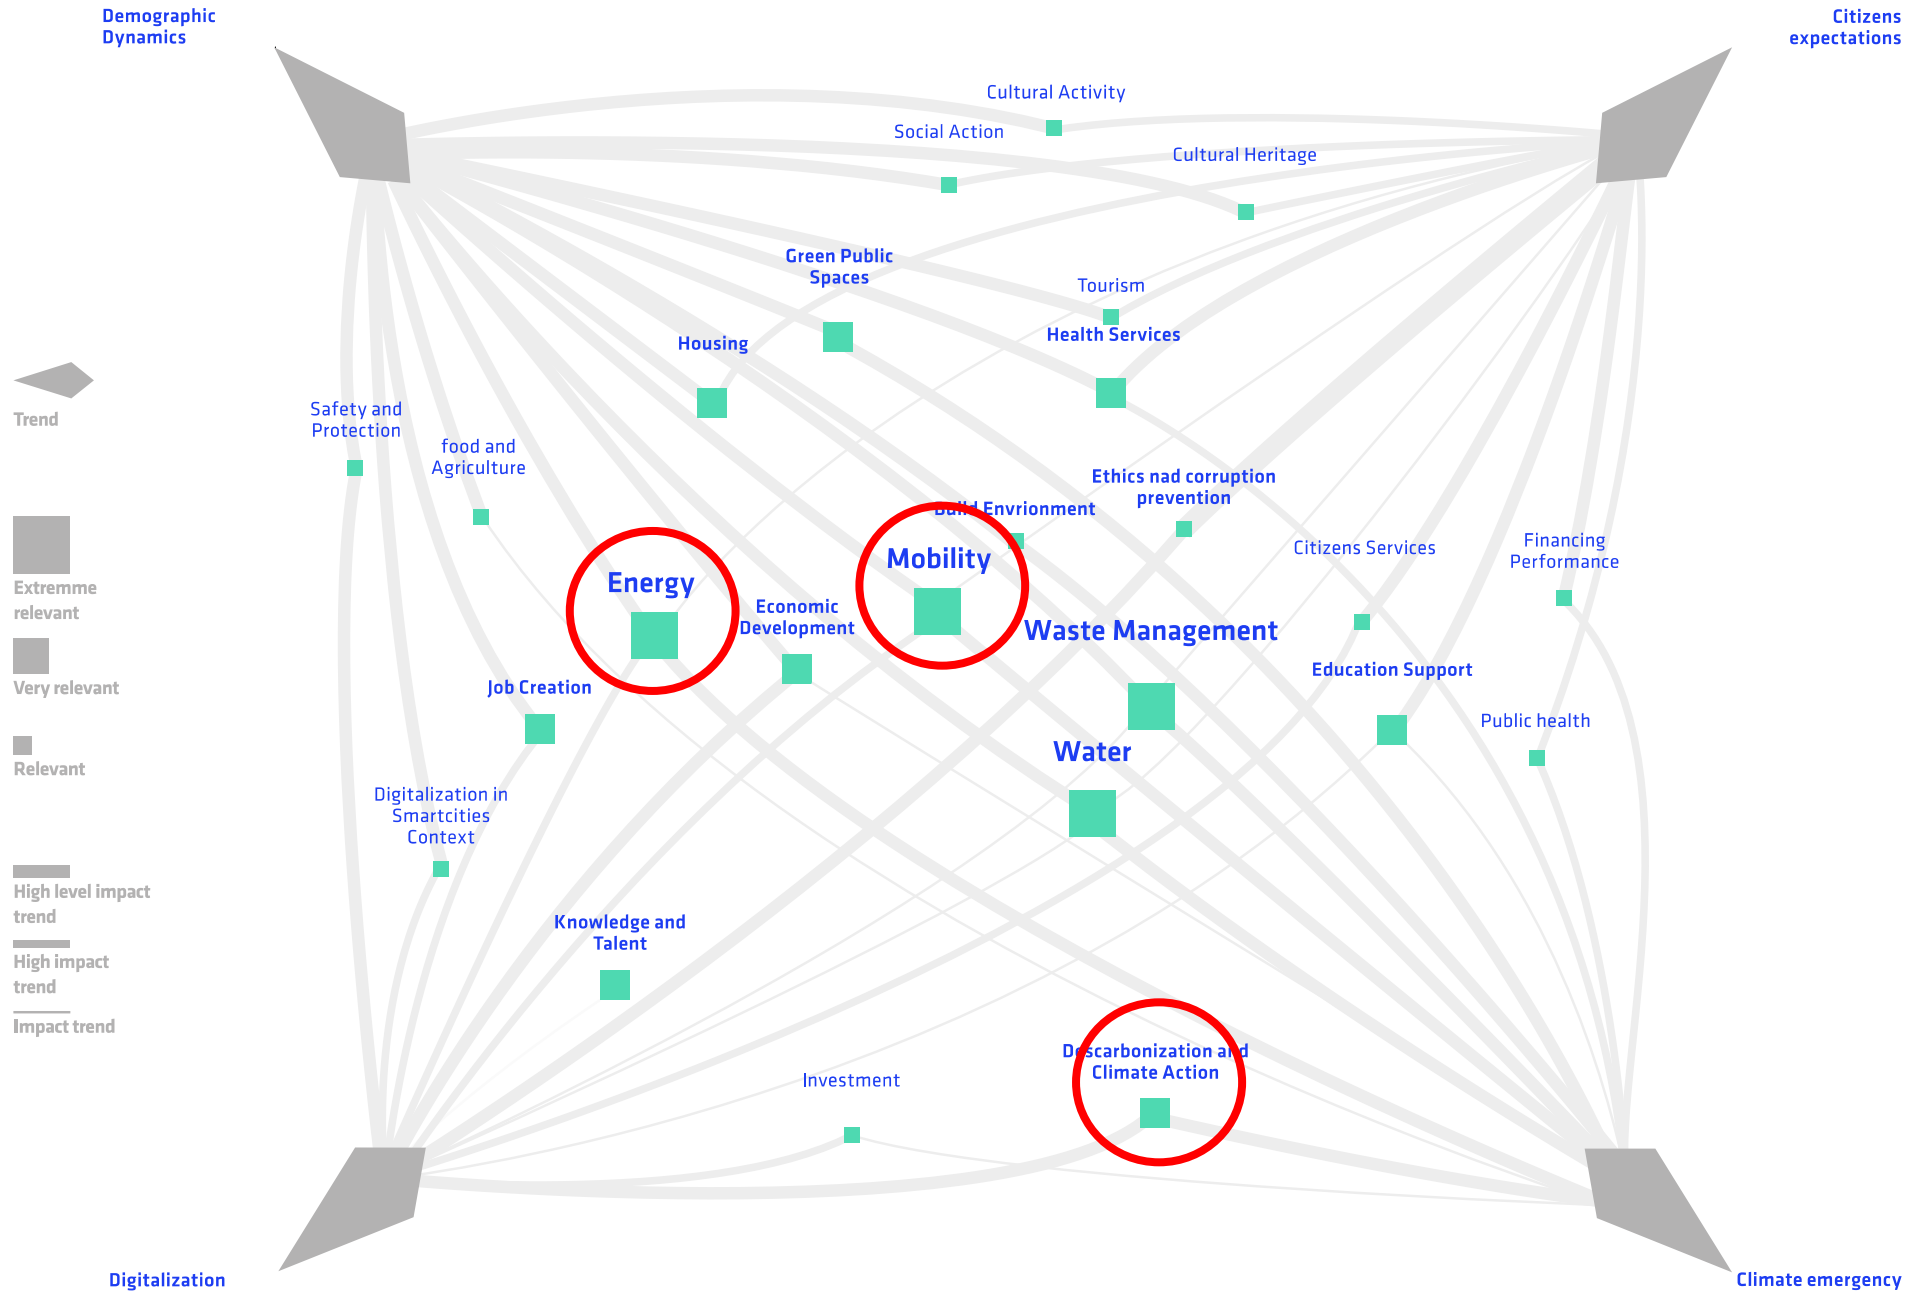 Demographic
Dynamics
Citizens
expectations
Cultural Activity
Social Action
Cultural Heritage
Green Public
Spaces
Tourism
Health Services
Housing
Trend
Safety and
Protection
food and
Agriculture
Ethics nad corruption
prevention
Build Envrionment
Mobility
Citizens Services
Financing
Performance
Extremme
relevant
Energy
Economic
Development
Waste Management
Education Support
Very relevant
Job Creation
Public health
Water
Relevant
Digitalization in
Smartcities
Context
High level impact
trend
Knowledge and
Talent
High impact
trend
Impact trend
Descarbonization and
Climate Action
Investment
Digitalization
Climate emergency